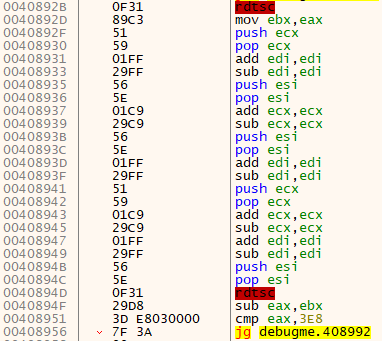 0040892B 0F31 rdtsc
0040892D 89C3 mov ebx,eax
0040892F 51 push ecx
00408930 59 pop ecx
00408931 01FF add edi,edi
00408933 29FF sub edi,edi
00408935 56 push esi
00408936 5E pop esi
00408937 01C9 add ecx,ecx
00408939 29C9 sub ecx,ecx
0040893B 56 push esi
0040893C 5E pop esi
0040893D 01FF add edi,edi
0040893F 29FF sub edi,edi
00408941 51 push ecx
00408942 59 pop ecx
00408943 01C9 add ecx,ecx
00408945 29C9 sub ecx,ecx
00408947 01FF add edi,edi
00408949 29FF sub edi,edi
0040894B 56 push esi
0040894C 5E pop esi
0040894D 0F31 rdtsc
0040894F 29D8 sub eax,ebx
00408951 3D E8030000 cmp eax,3E8
00408956 7F 3A jg debugme.408992